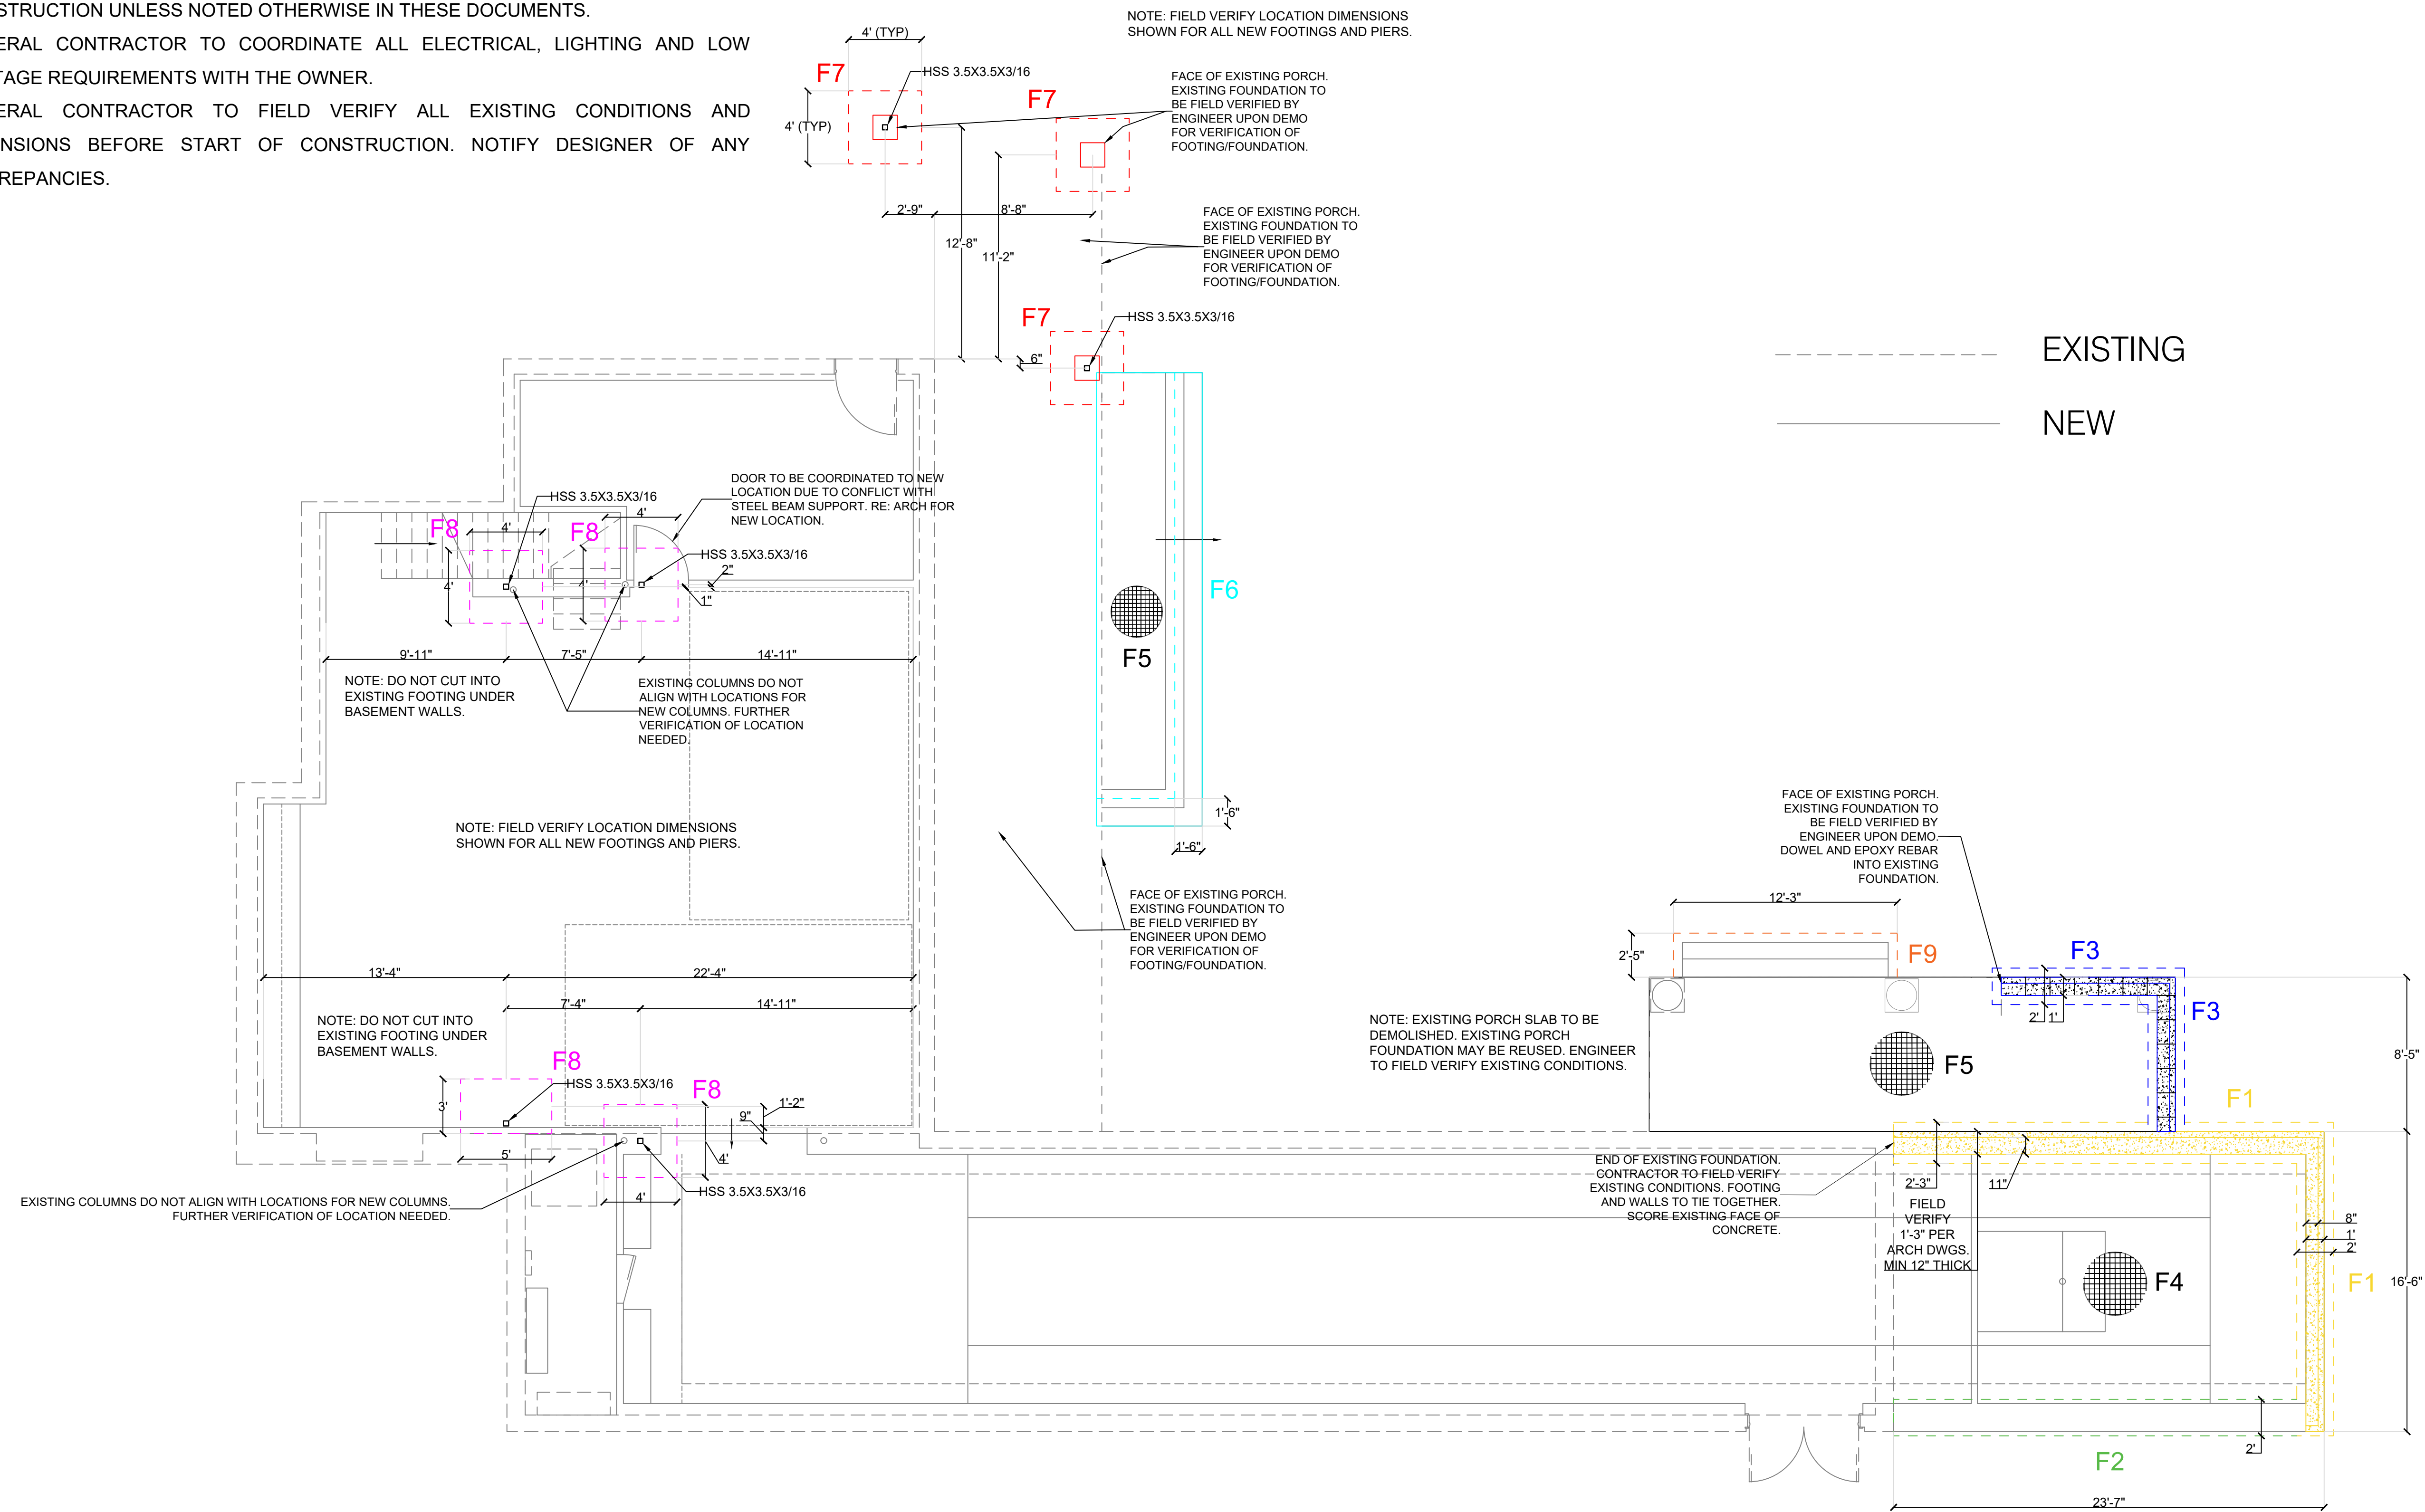 STRUCTION UNLESS NOTED OTHERWISE IN THESE DOCUMENTS.
ERAL CONTRACTOR TO COORDINATE ALL ELECTRICAL, LIGHTING AND LOW
TAGE REQUIREMENTS WITH THE OWNER.
ERAL CONTRACTOR TO FIELD VERIFY ALL EXISTING CONDITIONS AND
ENSIONS BEFORE START OF CONSTRUCTION. NOTIFY DESIGNER OF ANY
REPANCIES.
NOTE: FIELD VERIFY LOCATION DIMENSIONS
SHOWN FOR ALL NEW FOOTINGS AND PIERS.
4' (TYP)
F7
HSS 3.5X3.5X3/16
4' (TYP)
F7
FACE OF EXISTING PORCH.
EXISTING FOUNDATION TO
BE FIELD VERIFIED BY
ENGINEER UPON DEMO
FOR VERIFICATION OF
FOOTING/FOUNDATION.
2'-9"
8'-8"
12'-8"
11'-2"
FACE OF EXISTING PORCH.
EXISTING FOUNDATION TO
BE FIELD VERIFIED BY
ENGINEER UPON DEMO
FOR VERIFICATION OF
FOOTING/FOUNDATION.
F7
HSS 3.5X3.5X3/16
6"
EXISTING
NEW
DOOR TO BE COORDINATED TO NEW
LOCATION DUE TO CONFLICT WITH
STEEL BEAM SUPPORT. RE: ARCH FOR
NEW LOCATION.
HSS 3.5X3.5X3/16
F8
4'
F8
4'
HSS 3.5X3.5X3/16
4'
4'
2"
1"
F6
F5
9'-11"
7'-5"
14'-11"
NOTE: DO NOT CUT INTO
EXISTING FOOTING UNDER
BASEMENT WALLS.
EXISTING COLUMNS DO NOT
ALIGN WITH LOCATIONS FOR
NEW COLUMNS. FURTHER
VERIFICATION OF LOCATION
NEEDED.
NOTE: FIELD VERIFY LOCATION DIMENSIONS
SHOWN FOR ALL NEW FOOTINGS AND PIERS.
1'-6"
1'-6"
FACE OF EXISTING PORCH.
EXISTING FOUNDATION TO
BE FIELD VERIFIED BY
ENGINEER UPON DEMO
FOR VERIFICATION OF
FOOTING/FOUNDATION.
FACE OF EXISTING PORCH.
EXISTING FOUNDATION TO
BE FIELD VERIFIED BY
ENGINEER UPON DEMO.
DOWEL AND EPOXY REBAR
INTO EXISTING
FOUNDATION.
12'-3"
2'-5"
F9
F3
F3
2'
1'
F5
8'-5"
13'-4"
22'-4"
7'-4"
14'-11"
NOTE: DO NOT CUT INTO
EXISTING FOOTING UNDER
BASEMENT WALLS.
F8
HSS 3.5X3.5X3/16
F8
3'
5'
1'-2"
9"
4'
4'
HSS 3.5X3.5X3/16
EXISTING COLUMNS DO NOT ALIGN WITH LOCATIONS FOR NEW COLUMNS.
FURTHER VERIFICATION OF LOCATION NEEDED.
NOTE: EXISTING PORCH SLAB TO BE
DEMOLISHED. EXISTING PORCH
FOUNDATION MAY BE REUSED. ENGINEER
TO FIELD VERIFY EXISTING CONDITIONS.
F1
END OF EXISTING FOUNDATION.
CONTRACTOR TO FIELD VERIFY
EXISTING CONDITIONS. FOOTING
AND WALLS TO TIE TOGETHER.
SCORE EXISTING FACE OF
CONCRETE.
2'-3"
11"
FIELD
VERIFY
1'-3" PER
ARCH DWGS.
MIN 12" THICK
8"
1'
2'
F4
F1
16'-6"
2'
F2
23'-7"